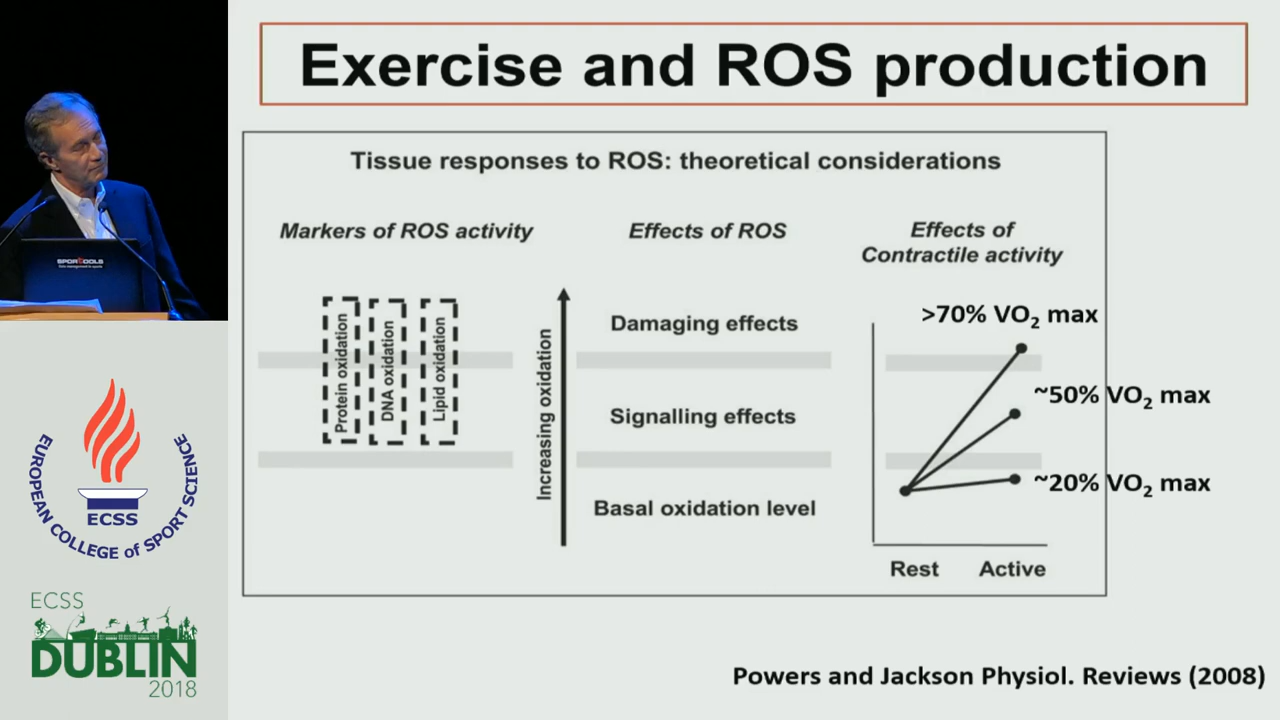 Exercise and ROS production
Tissue responses to ROS: theoretical considerations
Markers of ROS activity
Effects of ROS
Effects of
Contractile activity
Protein oxidation
DNA oxidation
Lipid oxidation
Increasing oxidation
Damaging effects
Signalling effects
Basal oxidation level
>70% VO₂ max
~50% VO₂ max
~20% VO₂ max
Rest
Active
Powers and Jackson Physiol. Reviews (2008)
EUROPEAN COLLEGE of SPORT SCIENCE
ECSS
ECSS
DUBLIN
2018